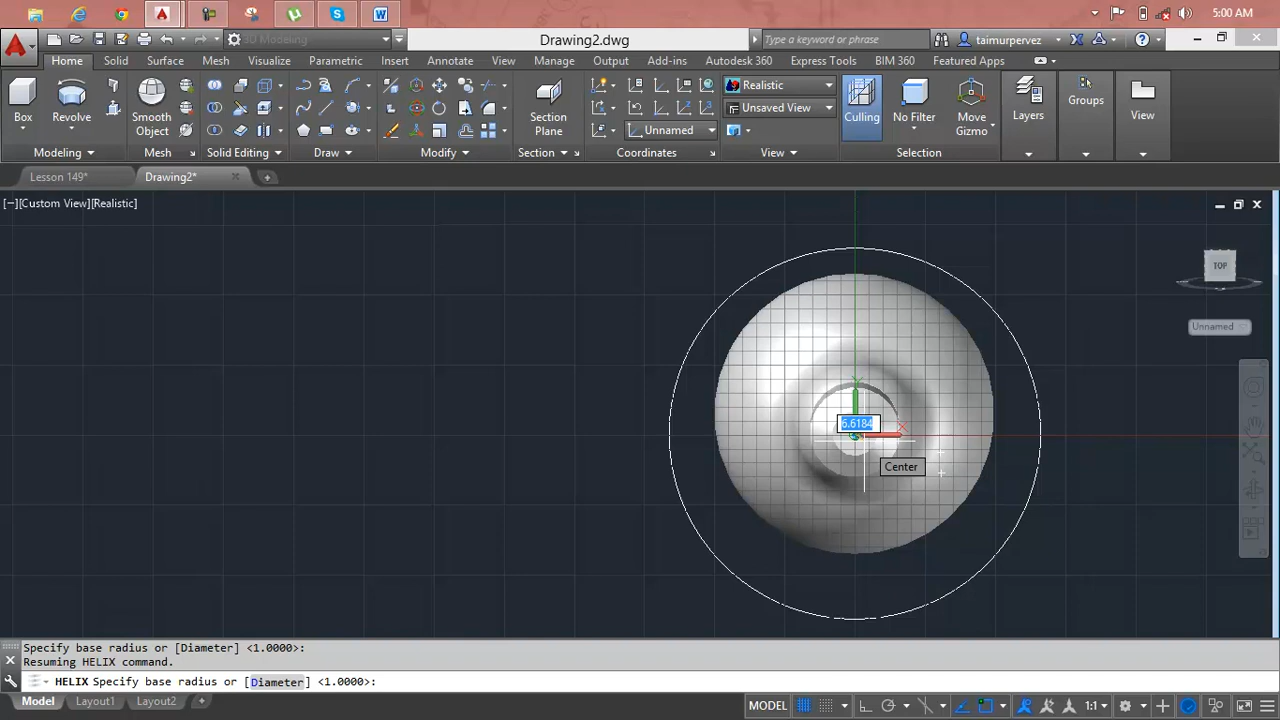 5:00 AM
3D Modeling
Drawing2.dwg
Type a keyword or phrase
taimurpervez
Home Solid Surface Mesh Visualize Parametric Insert Annotate View Manage Output Add-ins Autodesk 360 Express Tools BIM 360 Featured Apps
Realistic
Unsaved View
Unnamed
Box Revolve Smooth Object Section Plane Culling No Filter Move Gizmo Layers Groups View
Modeling Mesh Solid Editing Draw Modify Section Coordinates View Selection
Lesson 149* Drawing2*
[−][Custom View][Realistic]
TOP
Unnamed
6.6184
Center
Specify base radius or [Diameter] <1.0000>:
Resuming HELIX command.
HELIX Specify base radius or [Diameter] <1.0000>:
Model Layout1 Layout2
MODEL 1:1